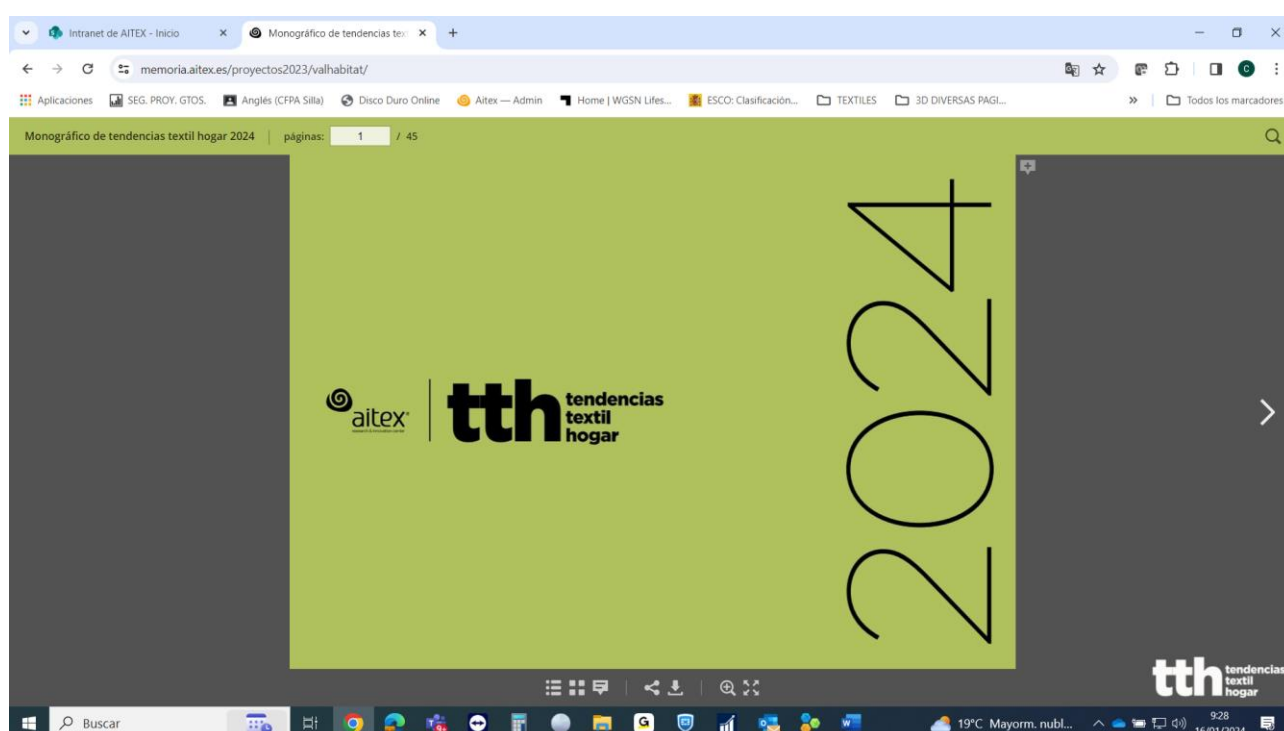 Intranet de AITEX - Inicio
Monográfico de tendencias tex
memoria.aitex.es/proyectos2023/valhabitat/
Aplicaciones
SEG. PROY. GTOS.
Anglés (CFPA Silla)
Disco Duro Online
Aitex — Admin
Home | WGSN Lifes...
ESCO: Clasificación...
TEXTILES
3D DIVERSAS PAGI...
»
Todos los marcadores
Monográfico de tendencias textil hogar 2024
páginas: 1 / 45
aitex
tth
tendencias
textil
hogar
2024
tth
tendencias
textil
hogar
Buscar
19°C Mayorm. nubl...
9:28
16/01/2024